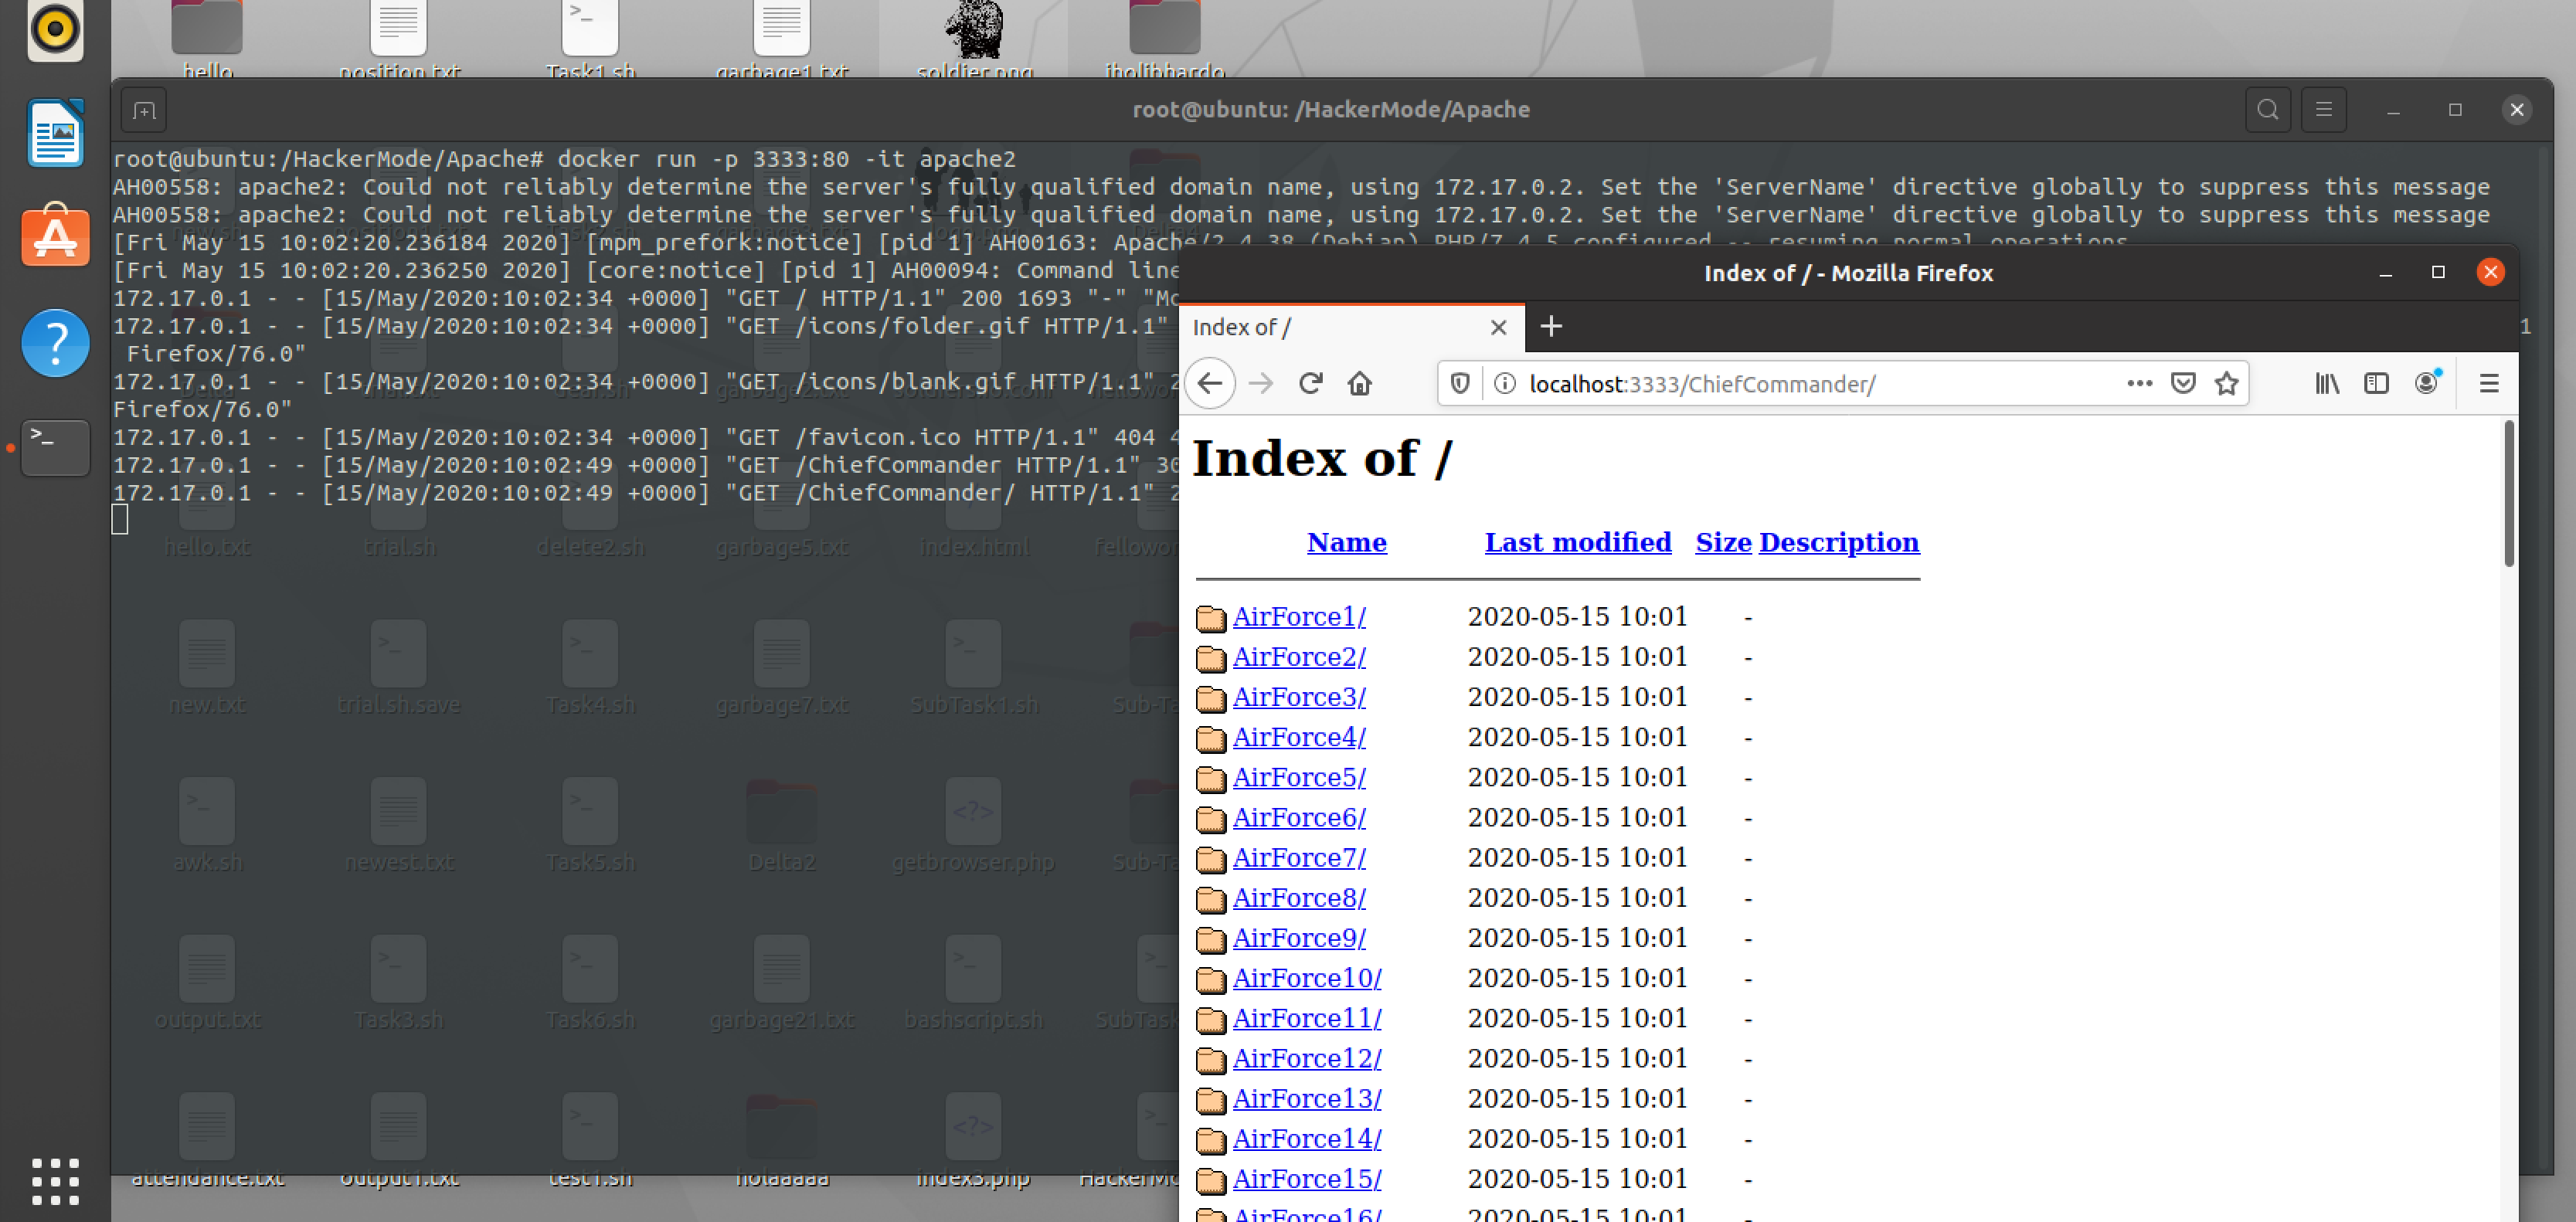 hello position.txt Task1.sh garbage1.txt soldier.png
root@ubuntu: /HackerMode/Apache
root@ubuntu:/HackerMode/Apache# docker run -p 3333:80 -it apache2
AH00558: apache2: Could not reliably determine the server's fully qualified domain name, using 172.17.0.2. Set the 'ServerName' directive globally to suppress this message
AH00558: apache2: Could not reliably determine the server's fully qualified domain name, using 172.17.0.2. Set the 'ServerName' directive globally to suppress this message
[Fri May 15 10:02:20.236184 2020] [mpm_prefork:notice] [pid 1] AH00163: Apache/2.4.38 (Debian) PHP/7.4.5 configured -- resuming normal operations
[Fri May 15 10:02:20.236250 2020] [core:notice] [pid 1] AH00094: Command line
172.17.0.1 - - [15/May/2020:10:02:34 +0000] "GET / HTTP/1.1" 200 1693 "-" "Mo
172.17.0.1 - - [15/May/2020:10:02:34 +0000] "GET /icons/folder.gif HTTP/1.1" 1
Firefox/76.0"
172.17.0.1 - - [15/May/2020:10:02:34 +0000] "GET /icons/blank.gif HTTP/1.1" 2
Firefox/76.0"
172.17.0.1 - - [15/May/2020:10:02:34 +0000] "GET /favicon.ico HTTP/1.1" 404 4
172.17.0.1 - - [15/May/2020:10:02:49 +0000] "GET /ChiefCommander HTTP/1.1" 30
172.17.0.1 - - [15/May/2020:10:02:49 +0000] "GET /ChiefCommander/ HTTP/1.1" 2
hello.txt trial.sh delete2.sh garbage5.txt index.html
new.txt trial.sh.save Task4.sh garbage7.txt SubTask1.sh Sub-Ta
awk.sh newest.txt Task5.sh Delta2 getbrowser.php Sub-Ta
output.txt Task3.sh Task6.sh garbage21.txt bashscript.sh SubTask
attendance.txt output1.txt test1.sh holaaaaa index3.php HackerMo
Index of / - Mozilla Firefox
Index of /
localhost:3333/ChiefCommander/
Index of /
Name Last modified Size Description
AirForce1/ 2020-05-15 10:01 -
AirForce2/ 2020-05-15 10:01 -
AirForce3/ 2020-05-15 10:01 -
AirForce4/ 2020-05-15 10:01 -
AirForce5/ 2020-05-15 10:01 -
AirForce6/ 2020-05-15 10:01 -
AirForce7/ 2020-05-15 10:01 -
AirForce8/ 2020-05-15 10:01 -
AirForce9/ 2020-05-15 10:01 -
AirForce10/ 2020-05-15 10:01 -
AirForce11/ 2020-05-15 10:01 -
AirForce12/ 2020-05-15 10:01 -
AirForce13/ 2020-05-15 10:01 -
AirForce14/ 2020-05-15 10:01 -
AirForce15/ 2020-05-15 10:01 -
AirForce16/ 2020-05-15 10:01 -